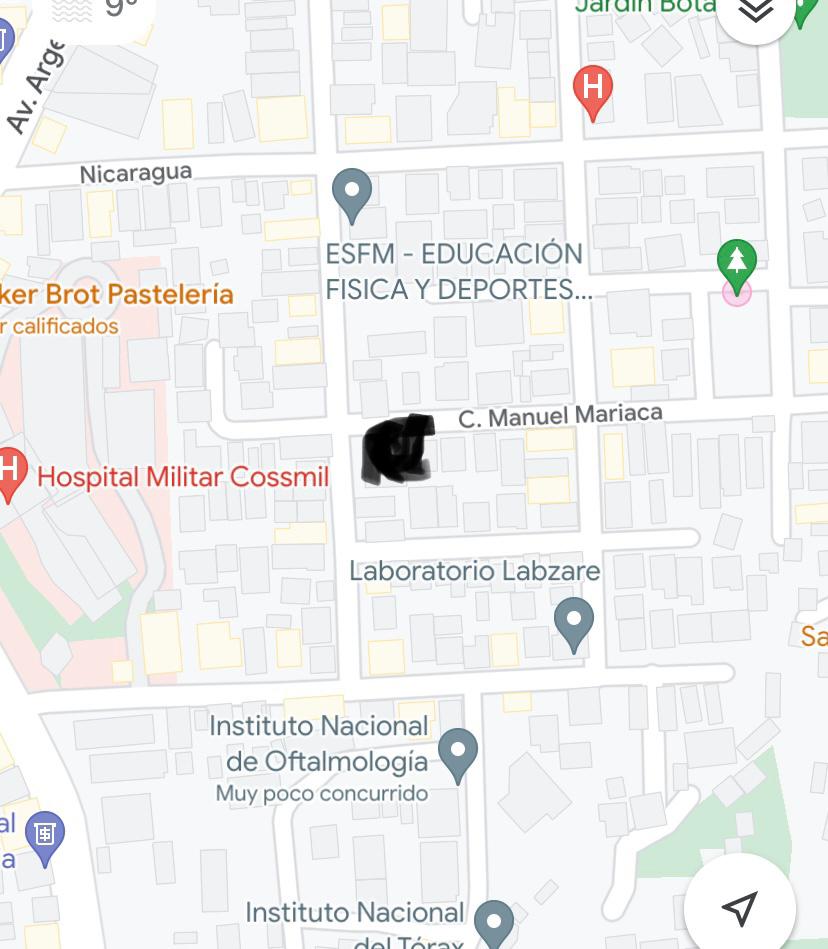 9°
Jardín Bota
Av. Arge
Nicaragua
ESFM - EDUCACIÓN
FISICA Y DEPORTES...
ker Brot Pastelería
r calificados
C. Manuel Mariaca
H
Hospital Militar Cossmil
H
Laboratorio Labzare
Sa
Instituto Nacional
de Oftalmología
Muy poco concurrido
al
a
Instituto Nacional
del Tórax